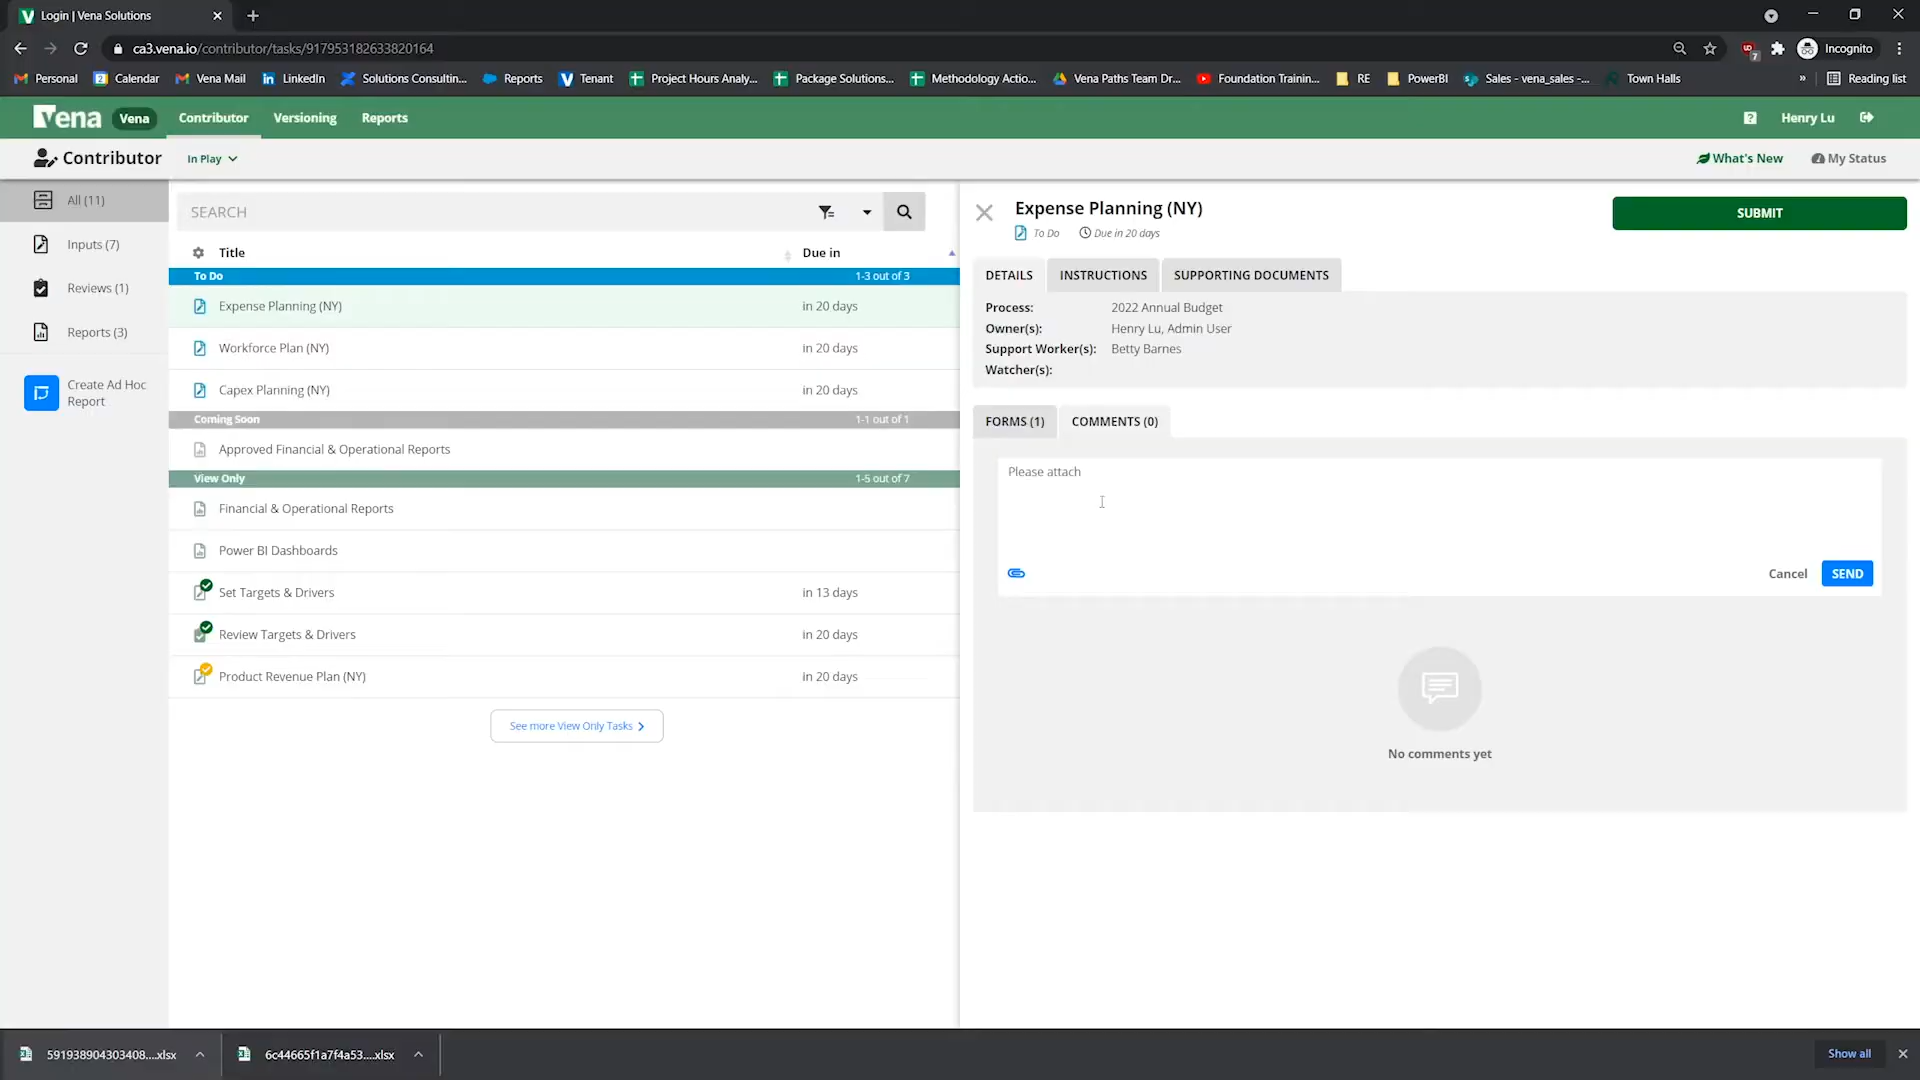 Login | Vena Solutions
ca3.vena.io/contributor/tasks/917953182633820164
Incognito
Personal
2 Calendar
Vena Mail
LinkedIn
Solutions Consultin...
Reports
Tenant
Project Hours Analy...
Package Solutions...
Methodology Actio...
Vena Paths Team Dr...
Foundation Trainin...
RE
PowerBI
Sales - vena_sales -...
Town Halls
»
Reading list
Vena
Vena
Contributor
Versioning
Reports
Henry Lu
Contributor
In Play
What's New
My Status
All (11)
Inputs (7)
Reviews (1)
Reports (3)
Create Ad Hoc
Report
SEARCH
Title
Due in
To Do
1-3 out of 3
Expense Planning (NY)
in 20 days
Workforce Plan (NY)
in 20 days
Capex Planning (NY)
in 20 days
Coming Soon
1-1 out of 1
Approved Financial & Operational Reports
View Only
1-5 out of 7
Financial & Operational Reports
Power BI Dashboards
Set Targets & Drivers
in 13 days
Review Targets & Drivers
in 20 days
Product Revenue Plan (NY)
in 20 days
See more View Only Tasks
Expense Planning (NY)
To Do
Due in 20 days
SUBMIT
DETAILS
INSTRUCTIONS
SUPPORTING DOCUMENTS
Process:
2022 Annual Budget
Owner(s):
Henry Lu, Admin User
Support Worker(s):
Betty Barnes
Watcher(s):
FORMS (1)
COMMENTS (0)
Please attach
Cancel
SEND
No comments yet
591938904303408....xlsx
6c44665f1a7f4a53....xlsx
Show all